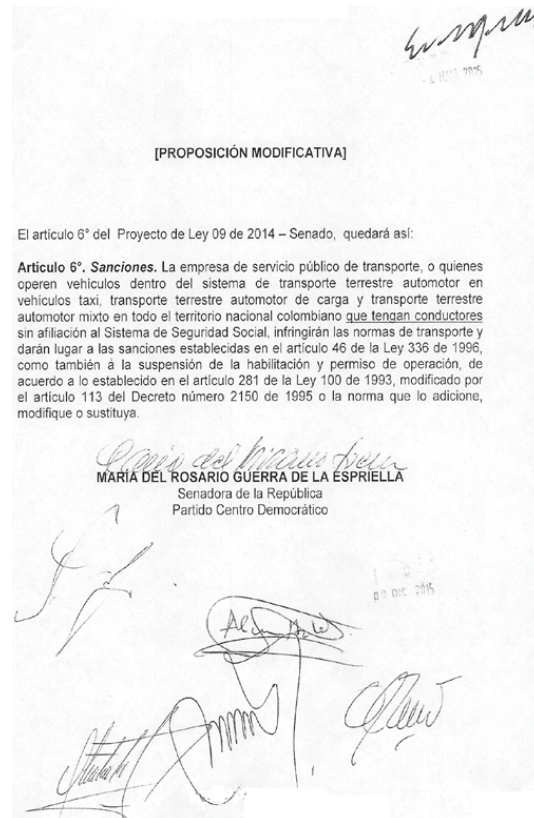 [PROPOSICIÓN MODIFICATIVA]
El artículo 6° del Proyecto de Ley 09 de 2014 – Senado, quedará así:
Artículo 6°. Sanciones. La empresa de servicio público de transporte, o quienes
operen vehículos dentro del sistema de transporte terrestre automotor en
vehículos taxi, transporte terrestre automotor de carga y transporte terrestre
automotor mixto en todo el territorio nacional colombiano que tengan conductores
sin afiliación al Sistema de Seguridad Social, infringirán las normas de transporte y
darán lugar a las sanciones establecidas en el artículo 46 de la Ley 336 de 1996,
como también á la suspensión de la habilitación y permiso de operación, de
acuerdo a lo establecido en el artículo 281 de la Ley 100 de 1993, modificado por
el artículo 113 del Decreto número 2150 de 1995 o la norma que lo adicione,
modifique o sustituya.
MARÍA DEL ROSARIO GUERRA DE LA ESPRIELLA
Senadora de la República
Partido Centro Democrático
DIC. 2015